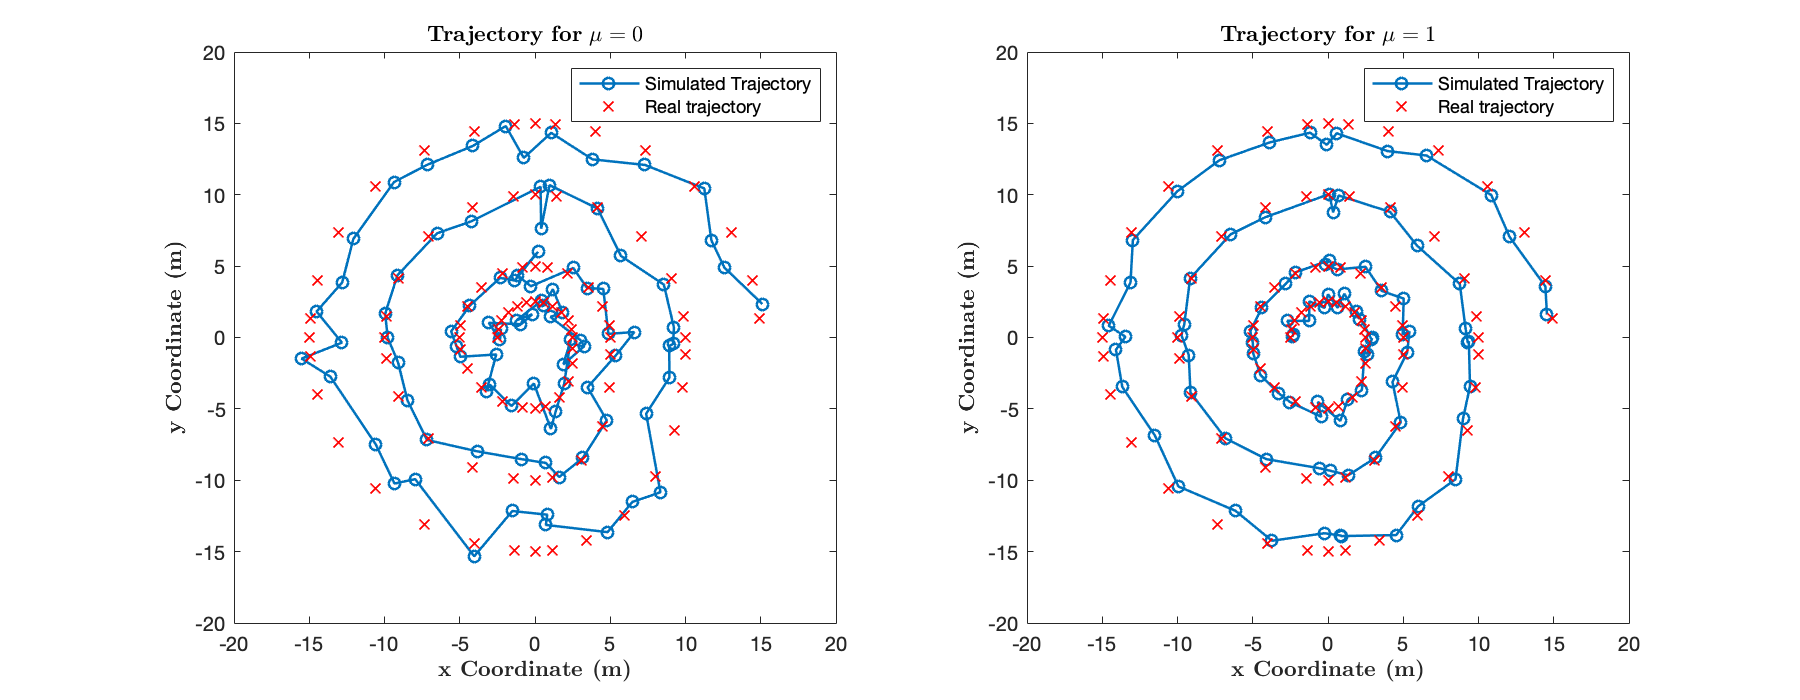 Trajectory for μ = 0
20
15
10
5
0
-5
-10
-15
-20
-20 -15 -10 -5 0 5 10 15 20
x Coordinate (m)
y Coordinate (m)
Simulated Trajectory
Real trajectory
Trajectory for μ = 1
20
15
10
5
0
-5
-10
-15
-20
-20 -15 -10 -5 0 5 10 15 20
x Coordinate (m)
y Coordinate (m)
Simulated Trajectory
Real trajectory